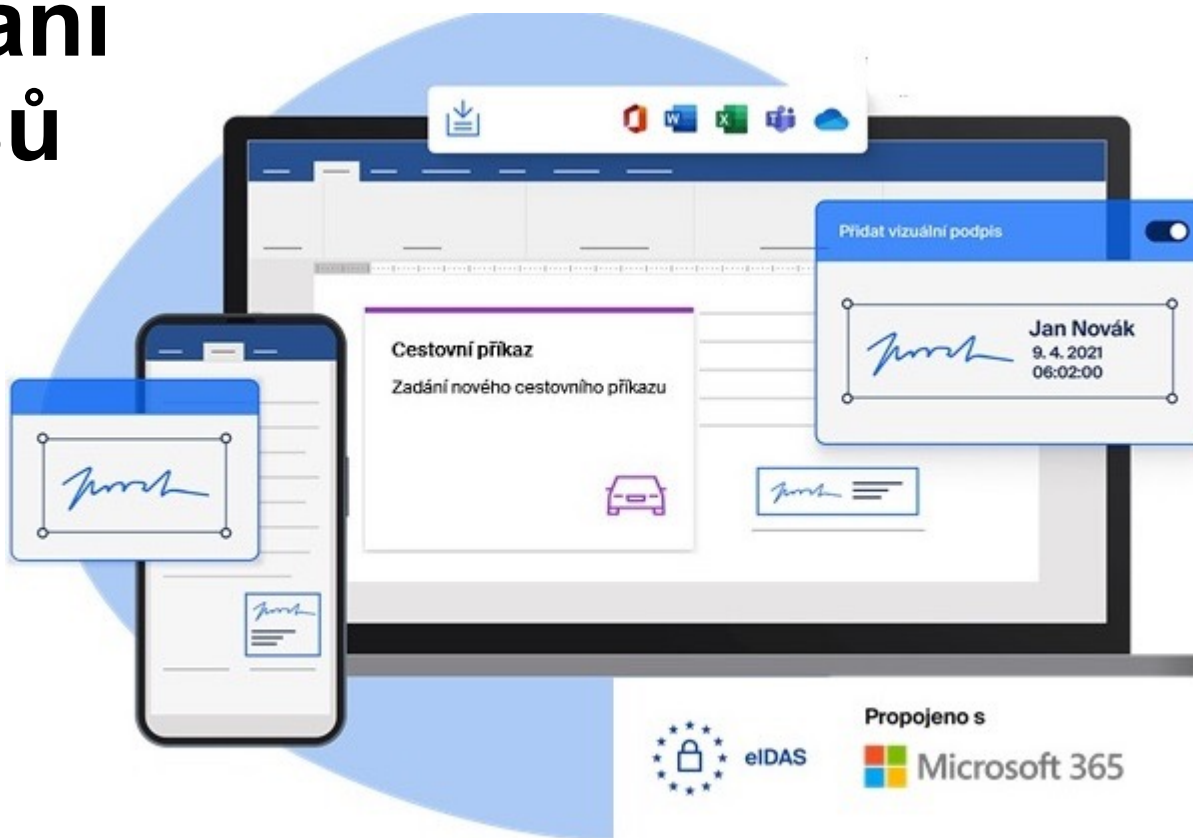 Přidat vizuální podpis
Jan Novák
9. 4. 2021
06:02:00
Cestovní příkaz
Zadání nového cestovního příkazu
eIDAS
Propojeno s
Microsoft 365